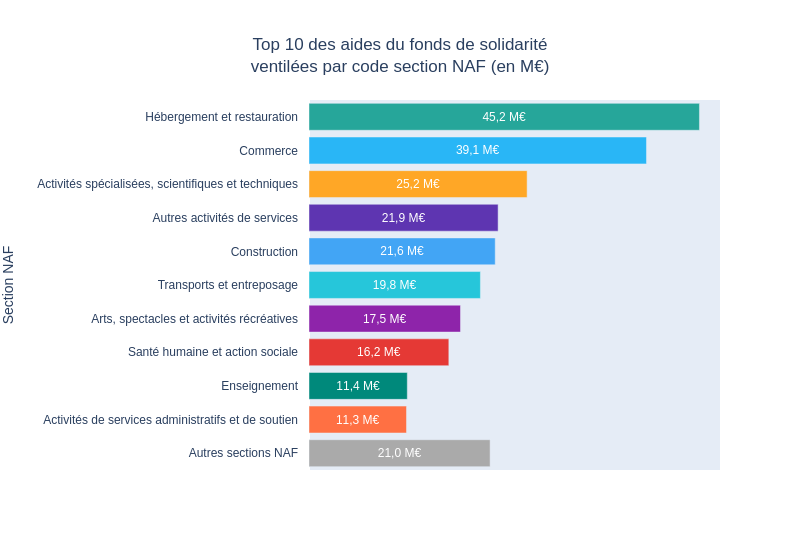 Top 10 des aides du fonds de solidarité
ventilées par code section NAF (en M€)
Section NAF
Hébergement et restauration 45,2 M€
Commerce 39,1 M€
Activités spécialisées, scientifiques et techniques 25,2 M€
Autres activités de services 21,9 M€
Construction 21,6 M€
Transports et entreposage 19,8 M€
Arts, spectacles et activités récréatives 17,5 M€
Santé humaine et action sociale 16,2 M€
Enseignement 11,4 M€
Activités de services administratifs et de soutien 11,3 M€
Autres sections NAF 21,0 M€